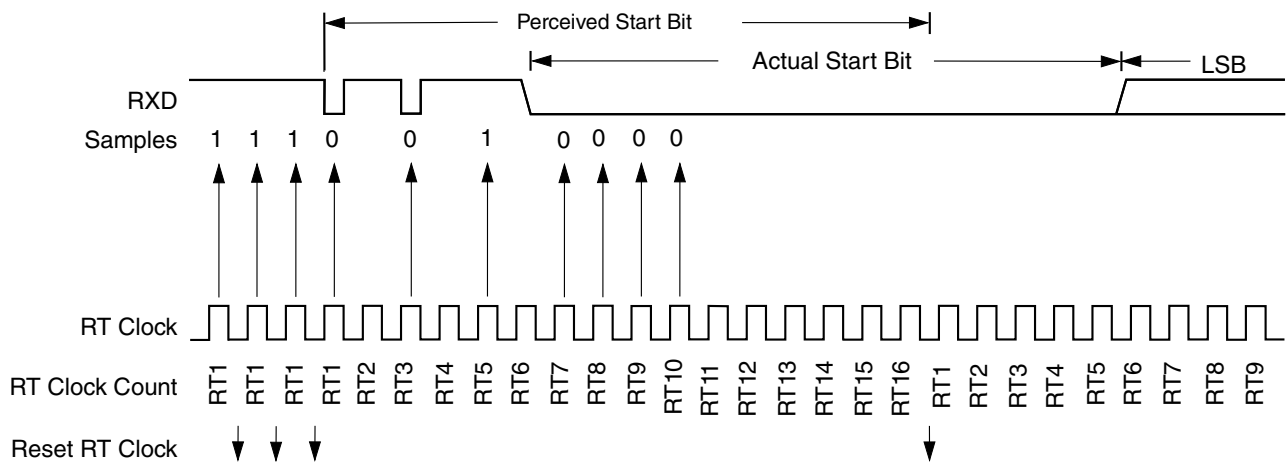 Perceived Start Bit
Actual Start Bit
LSB
RXD
Samples 1 1 1 0 0 1 0 0 0 0
RT Clock
RT Clock Count RT1 RT1 RT1 RT1 RT2 RT3 RT4 RT5 RT6 RT7 RT8 RT9 RT10 RT11 RT12 RT13 RT14 RT15 RT16 RT1 RT2 RT3 RT4 RT5 RT6 RT7 RT8 RT9
Reset RT Clock